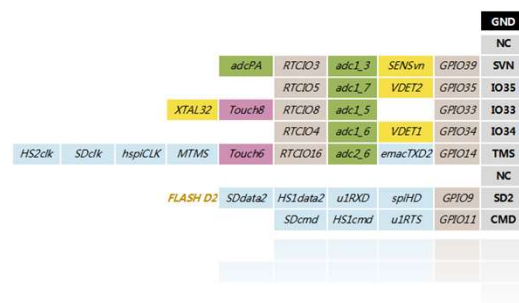 GND
NC
adcPA RTCIO3 adc1_3 SENSvn GPIO39 SVN
RTCIO5 adc1_7 VDET2 GPIO35 IO35
XTAL32 Touch8 RTCIO8 adc1_5 GPIO33 IO33
RTCIO4 adc1_6 VDET1 GPIO34 IO34
HS2clk SDclk hspiCLK MTMS Touch6 RTCIO16 adc2_6 emacTXD2 GPIO14 TMS
NC
FLASH D2 SDdata2 HS1data2 u1RXD spiHD GPIO9 SD2
SDcmd HS1cmd u1RTS GPIO11 CMD